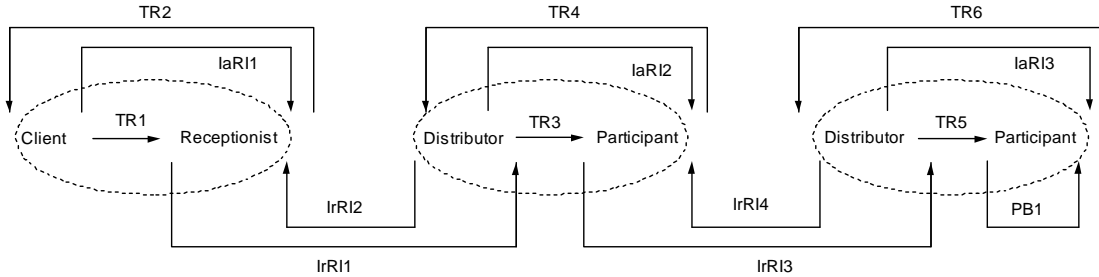 TR2
TR4
TR6
IaRI1
IaRI2
IaRI3
Client
TR1
Receptionist
Distributor
TR3
Participant
Distributor
TR5
Participant
IrRI2
IrRI4
PB1
IrRI1
IrRI3